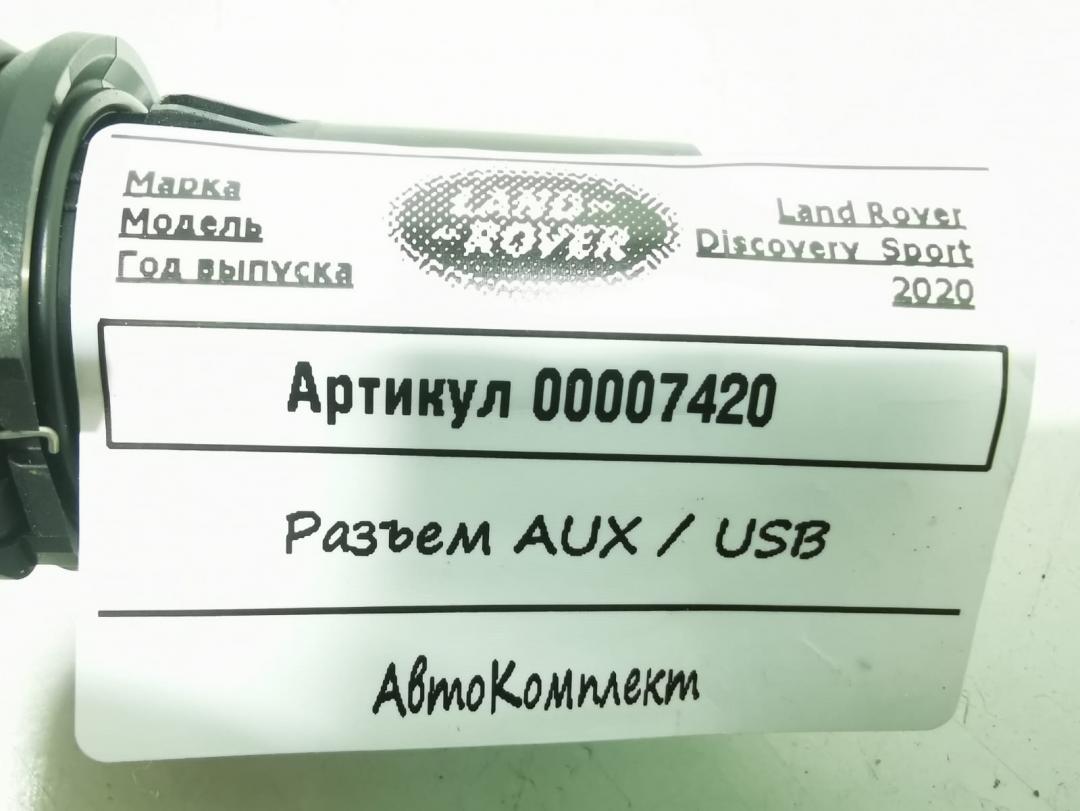 Марка
Модель
Год выпуска
LAND-
-ROVER
Land Rover
Discovery Sport
2020
Артикул 00007420
Разъем AUX / USB
АвтоКомплект